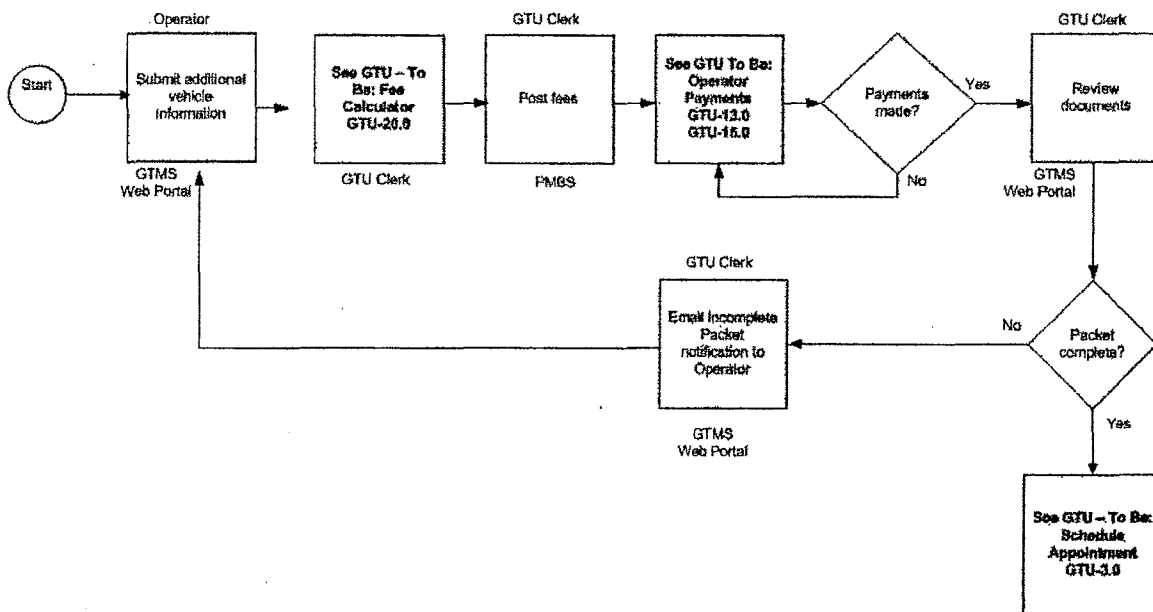 Operator
GTU Clerk
GTU Clerk
Start
Submit additional
vehicle
information
See GTU – To
Be: Fee
Calculator
GTU-20.0
Post fees
See GTU To Be:
Operator
Payments
GTU-13.0
GTU-15.0
Payments
made?
Yes
Review
documents
GTMS
Web Portal
GTU Clerk
PMBS
No
GTMS
Web Portal
GTU Clerk
Email Incomplete
Packet
notification to
Operator
No
Packet
complete?
GTMS
Web Portal
Yes
See GTU – To Be:
Schedule
Appointment
GTU-3.0